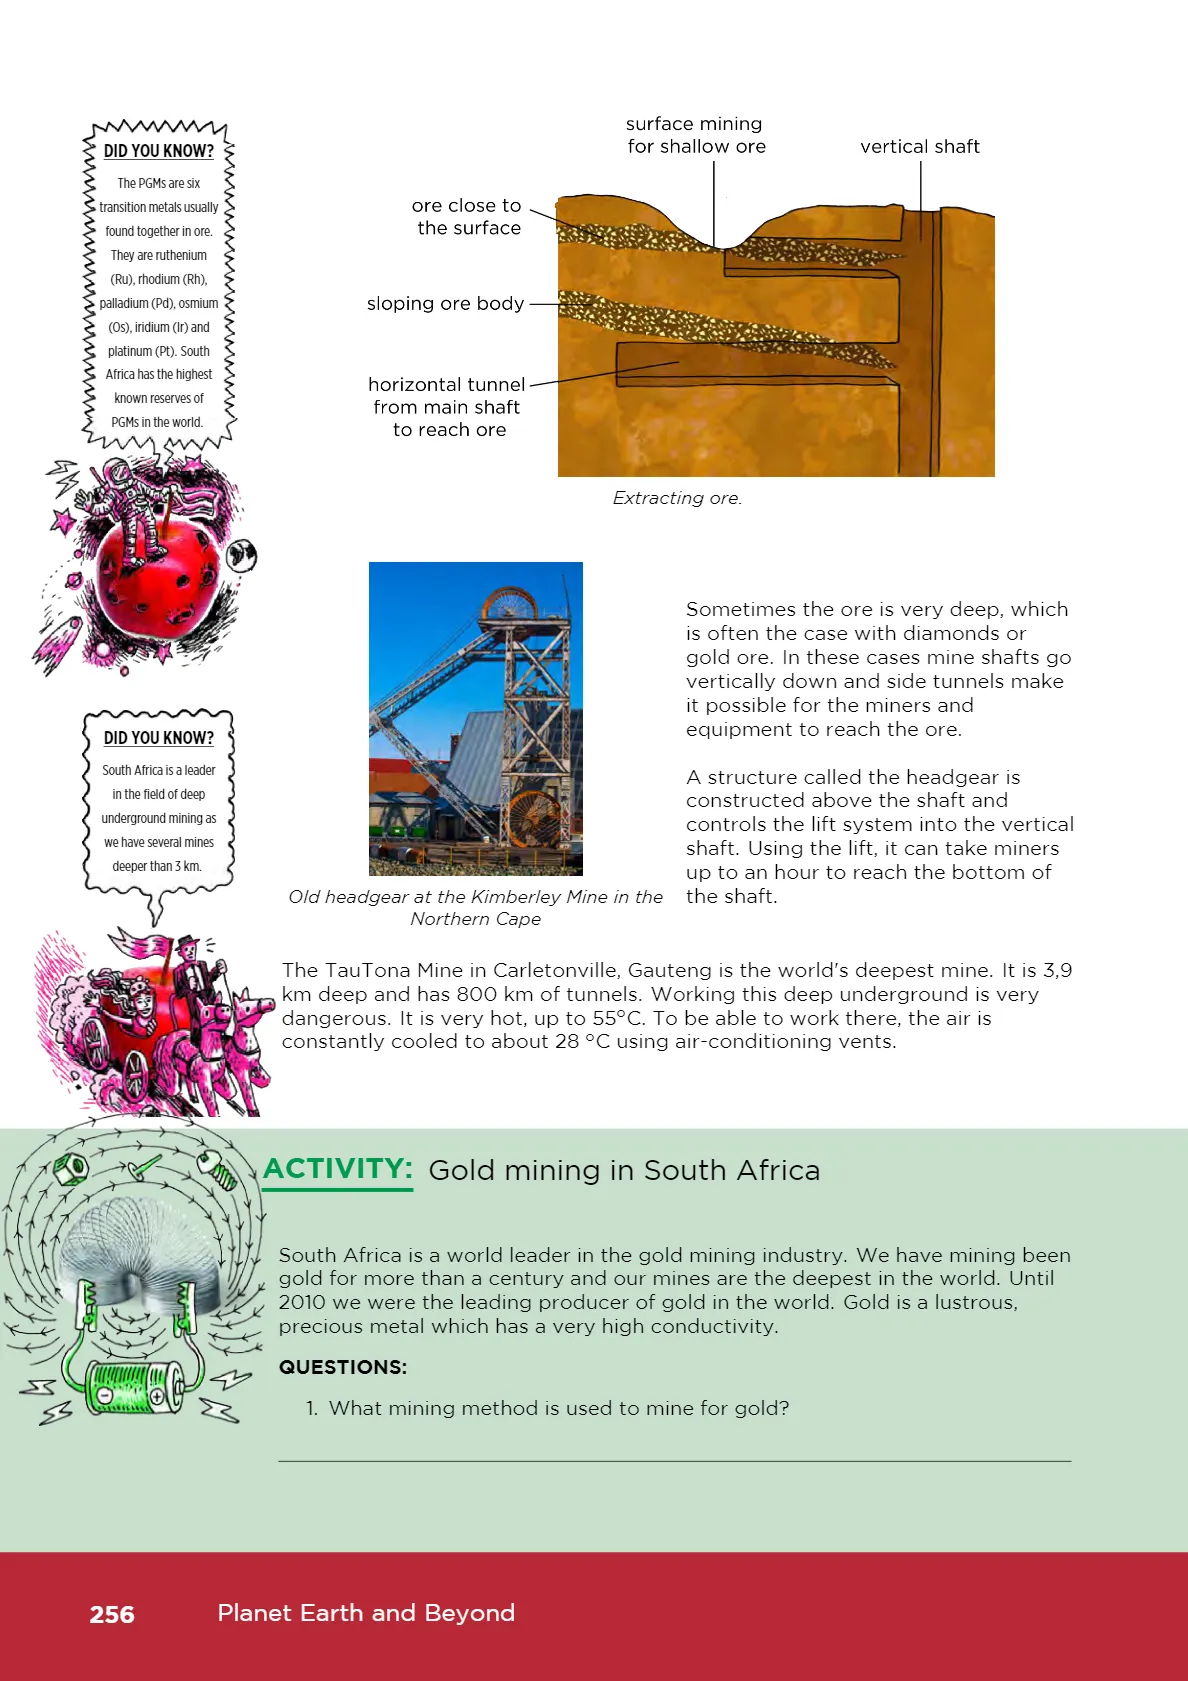 DID YOU KNOW?
The PGMs are six
transition metals usually
found together in ore.
They are ruthenium
(Ru), rhodium (Rh),
palladium (Pd), osmium
(Os), iridium (Ir) and
platinum (Pt). South
Africa has the highest
known reserves of
PGMs in the world.
surface mining
for shallow ore
vertical shaft
ore close to
the surface
sloping ore body
horizontal tunnel
from main shaft
to reach ore
Extracting ore.
DID YOU KNOW?
South Africa is a leader
in the field of deep
underground mining as
we have several mines
deeper than 3 km.
Old headgear at the Kimberley Mine in the
Northern Cape
Sometimes the ore is very deep, which
is often the case with diamonds or
gold ore. In these cases mine shafts go
vertically down and side tunnels make
it possible for the miners and
equipment to reach the ore.
A structure called the headgear is
constructed above the shaft and
controls the lift system into the vertical
shaft. Using the lift, it can take miners
up to an hour to reach the bottom of
the shaft.
The TauTona Mine in Carletonville, Gauteng is the world's deepest mine. It is 3,9
km deep and has 800 km of tunnels. Working this deep underground is very
dangerous. It is very hot, up to 55°C. To be able to work there, the air is
constantly cooled to about 28 °C using air-conditioning vents.
ACTIVITY: Gold mining in South Africa
South Africa is a world leader in the gold mining industry. We have mining been
gold for more than a century and our mines are the deepest in the world. Until
2010 we were the leading producer of gold in the world. Gold is a lustrous,
precious metal which has a very high conductivity.
QUESTIONS:
1. What mining method is used to mine for gold?
256 Planet Earth and Beyond